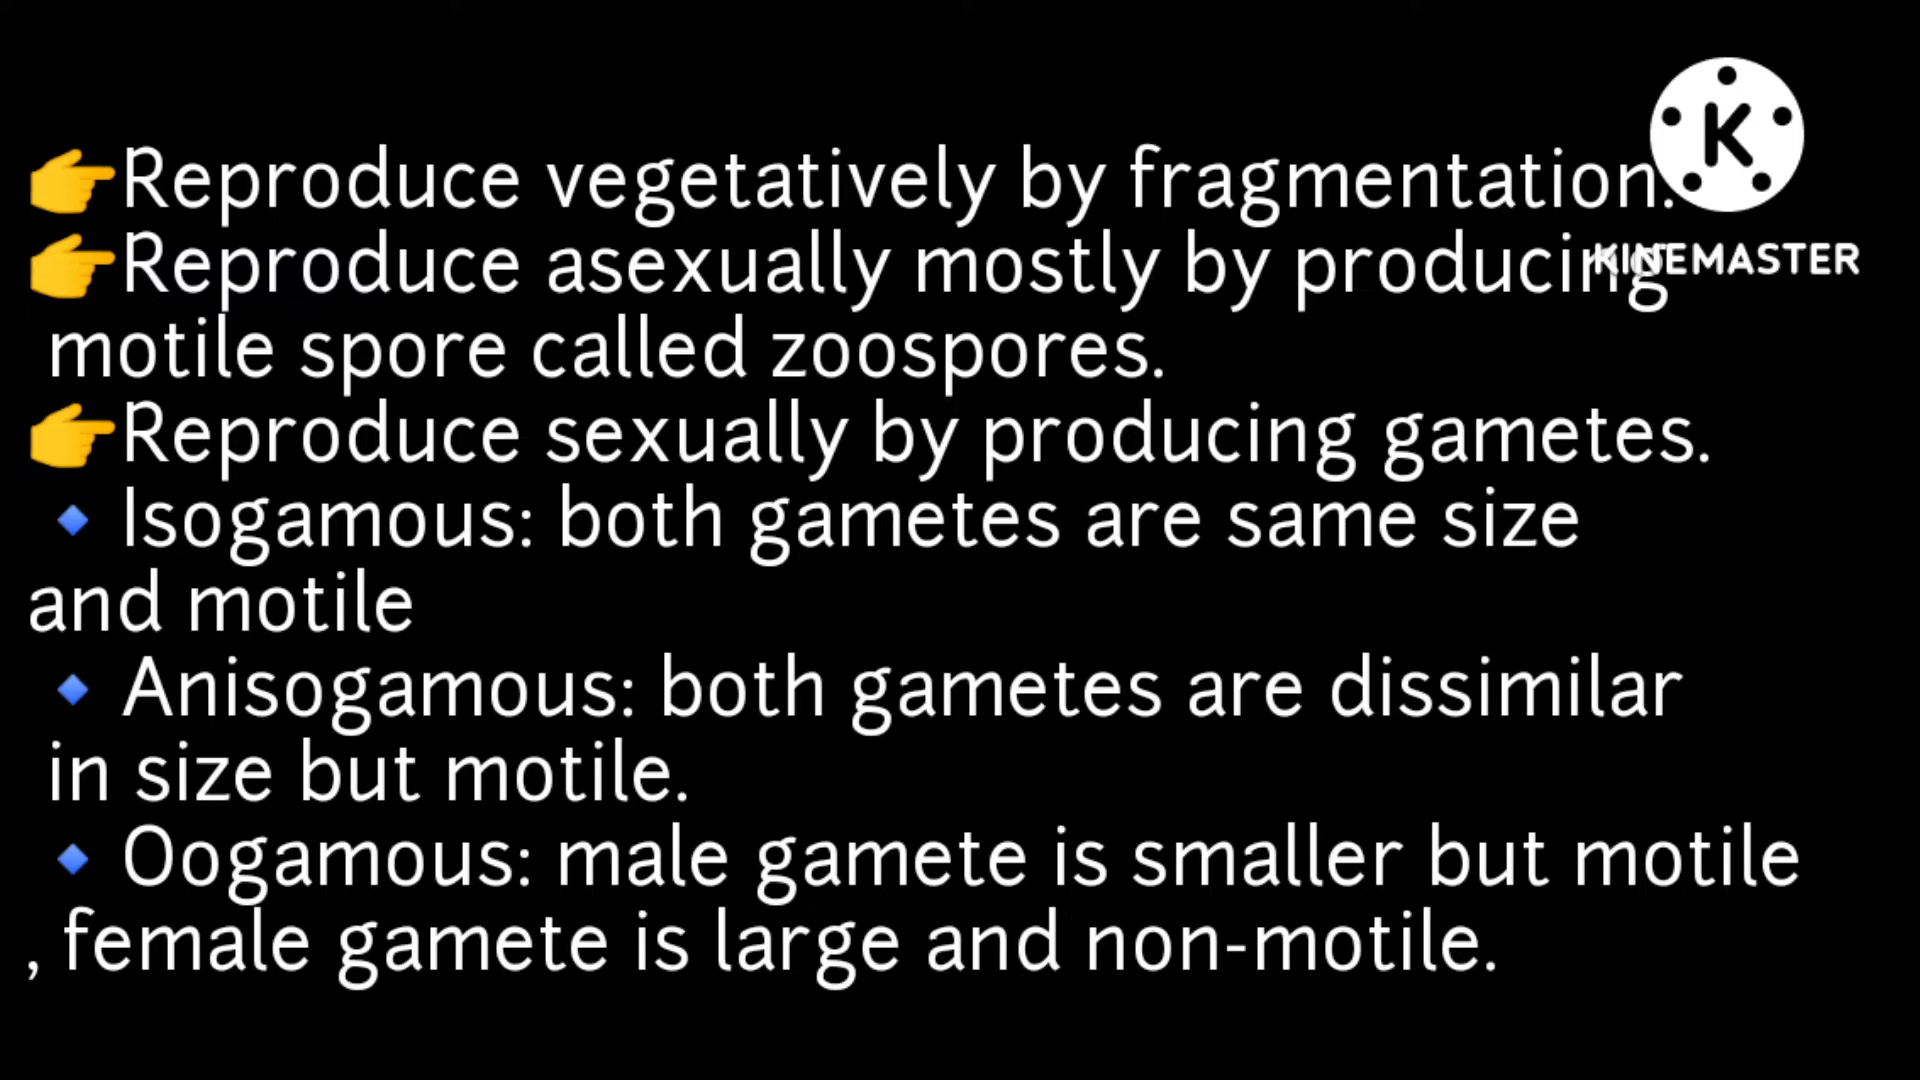 👉Reproduce vegetatively by fragmentation.
👉Reproduce asexually mostly by producing
motile spore called zoospores.
👉Reproduce sexually by producing gametes.
🔹Isogamous: both gametes are same size
and motile
🔹Anisogamous: both gametes are dissimilar
in size but motile.
🔹Oogamous: male gamete is smaller but motile
, female gamete is large and non-motile.
K
KINEMASTER